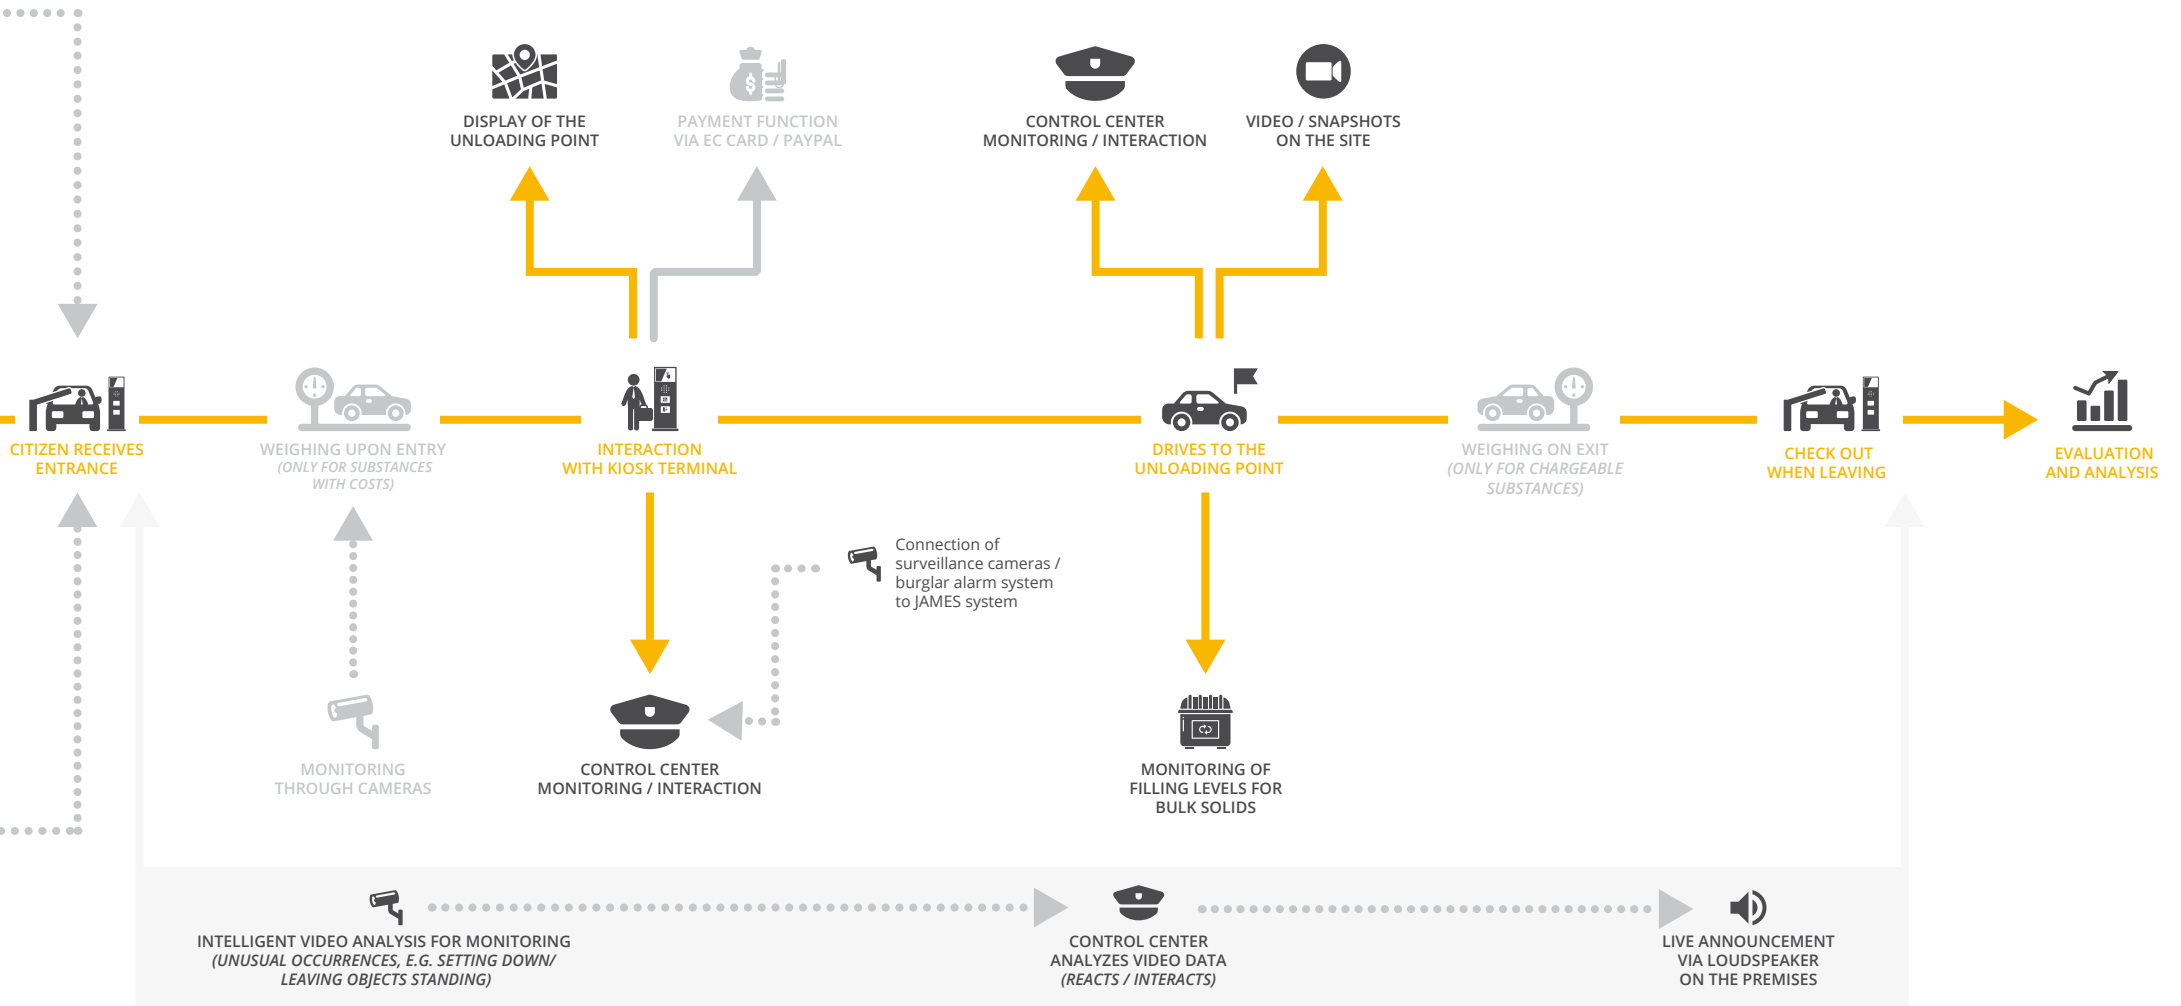 DISPLAY OF THE
UNLOADING POINT
PAYMENT FUNCTION
VIA EC CARD / PAYPAL
CONTROL CENTER
MONITORING / INTERACTION
VIDEO / SNAPSHOTS
ON THE SITE
CITIZEN RECEIVES
ENTRANCE
WEIGHING UPON ENTRY
(ONLY FOR SUBSTANCES
WITH COSTS)
INTERACTION
WITH KIOSK TERMINAL
DRIVES TO THE
UNLOADING POINT
WEIGHING ON EXIT
(ONLY FOR CHARGEABLE
SUBSTANCES)
CHECK OUT
WHEN LEAVING
EVALUATION
AND ANALYSIS
Connection of
surveillance cameras /
burglar alarm system
to JAMES system
MONITORING
THROUGH CAMERAS
CONTROL CENTER
MONITORING / INTERACTION
MONITORING OF
FILLING LEVELS FOR
BULK SOLIDS
INTELLIGENT VIDEO ANALYSIS FOR MONITORING
(UNUSUAL OCCURRENCES, E.G. SETTING DOWN/
LEAVING OBJECTS STANDING)
CONTROL CENTER
ANALYZES VIDEO DATA
(REACTS / INTERACTS)
LIVE ANNOUNCEMENT
VIA LOUDSPEAKER
ON THE PREMISES